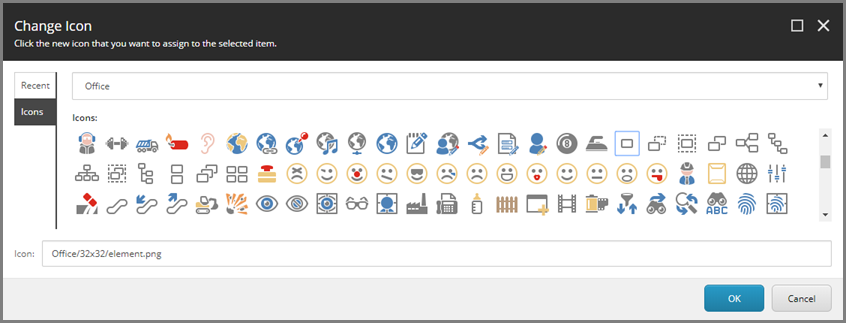 Change Icon
Click the new icon that you want to assign to the selected item.
Recent
Office
Icons
Icons:
8
ABC
Icon:
Office/32x32/element.png
OK
Cancel